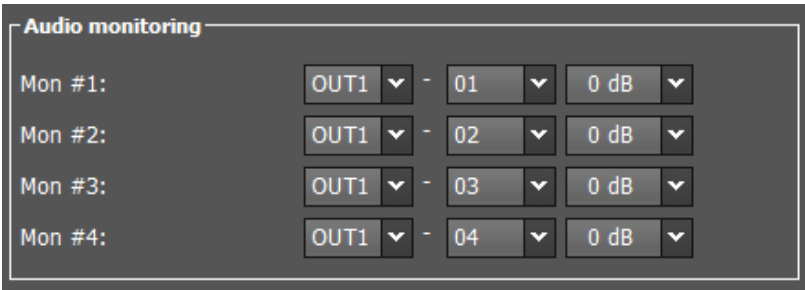 Audio monitoring
Mon #1: OUT1 - 01 0 dB
Mon #2: OUT1 - 02 0 dB
Mon #3: OUT1 - 03 0 dB
Mon #4: OUT1 - 04 0 dB